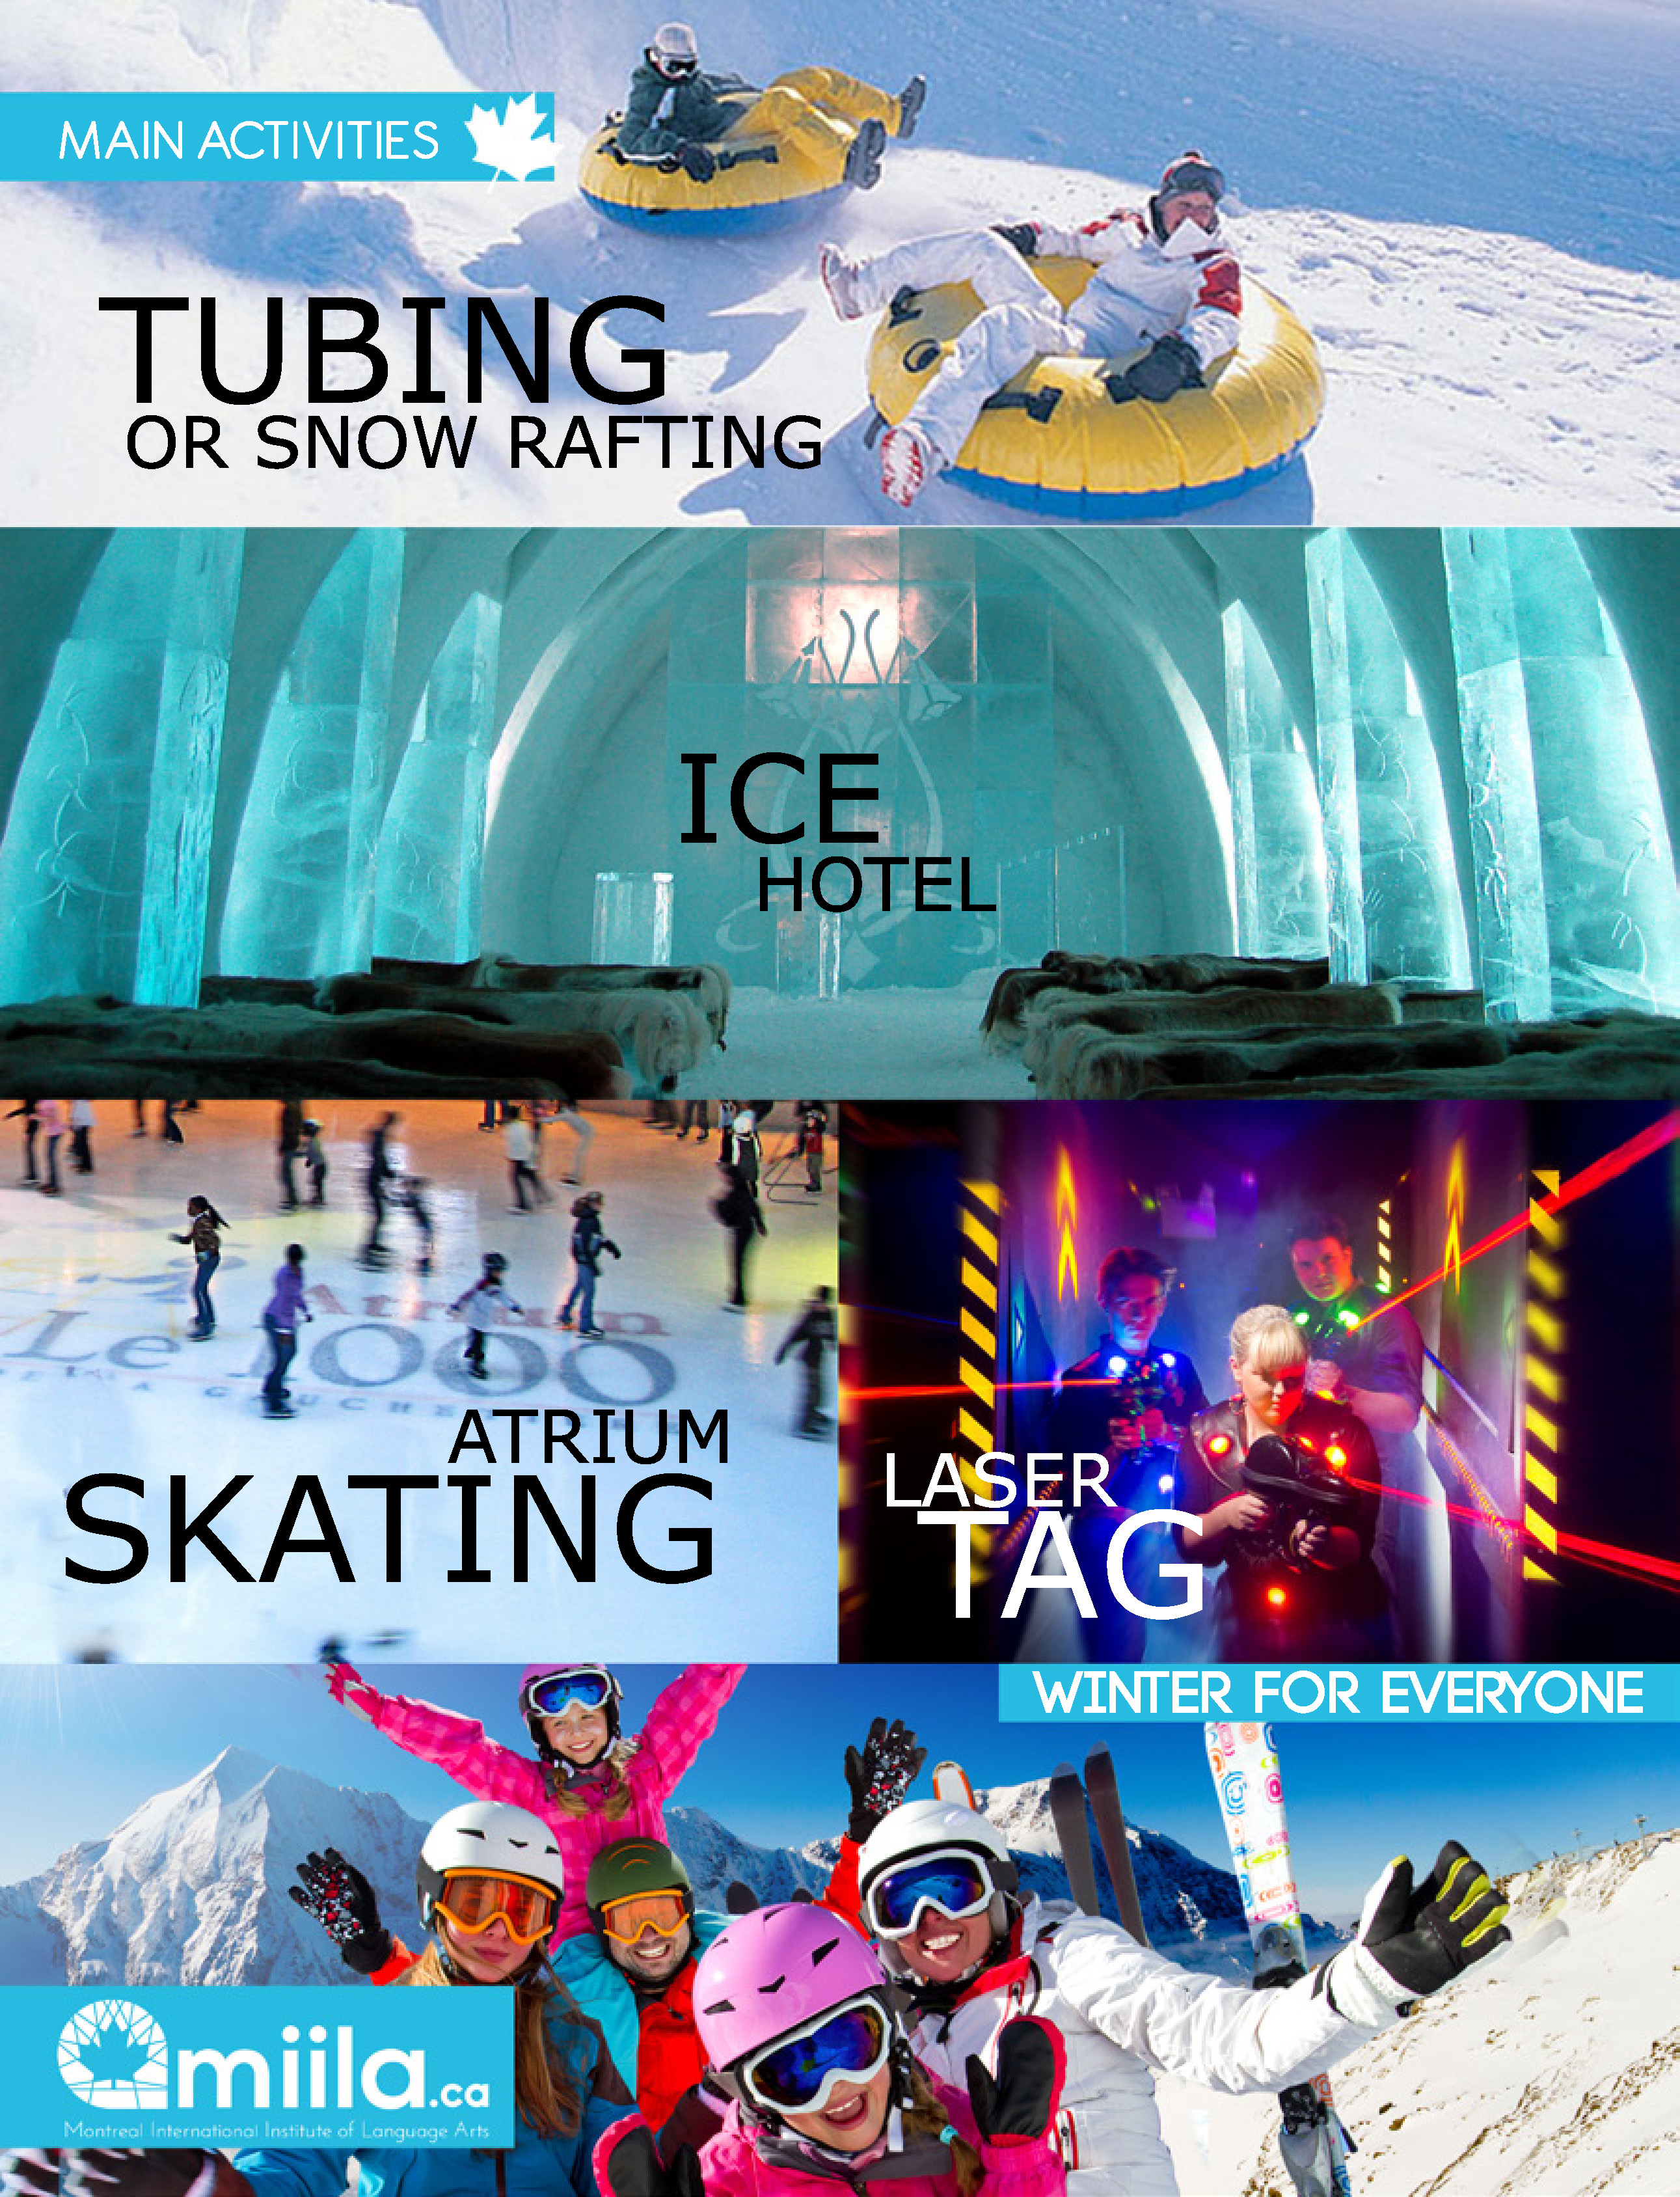 MAIN ACTIVITIES
TUBING
OR SNOW RAFTING
ICE
HOTEL
Atrium
Le 1000
ATRIUM
SKATING
LASER
TAG
WINTER FOR EVERYONE
miila.ca
Montreal International Institute of Language Arts